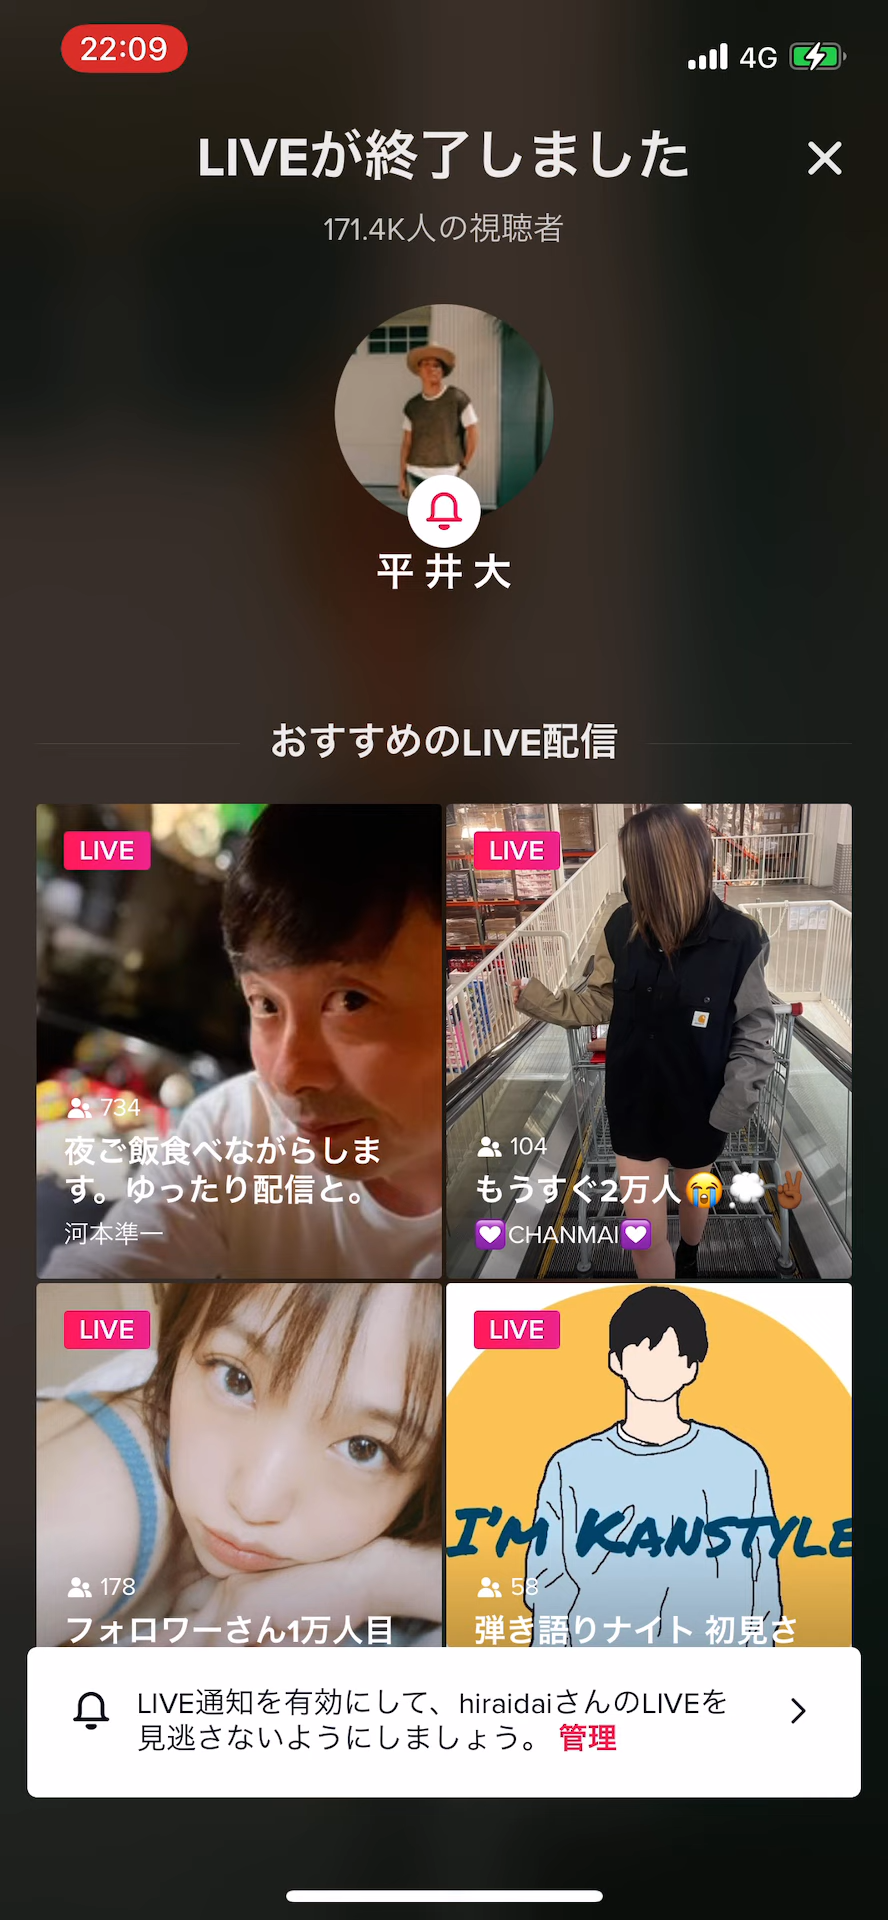 22:09
4G
LIVEが終了しました
171.4K人の視聴者
平井大
おすすめのLIVE配信
LIVE
734
夜ご飯食べながらしま
す。ゆったり配信と。
河本準一
LIVE
104
もうすぐ2万人😭💭✌🏾
💟CHANMAI💟
LIVE
178
フォロワーさん1万人目
LIVE
I'M KANSTYLE
58
弾き語りナイト 初見さ
LIVE通知を有効にして、hiraidaiさんのLIVEを
見逃さないようにしましょう。 管理